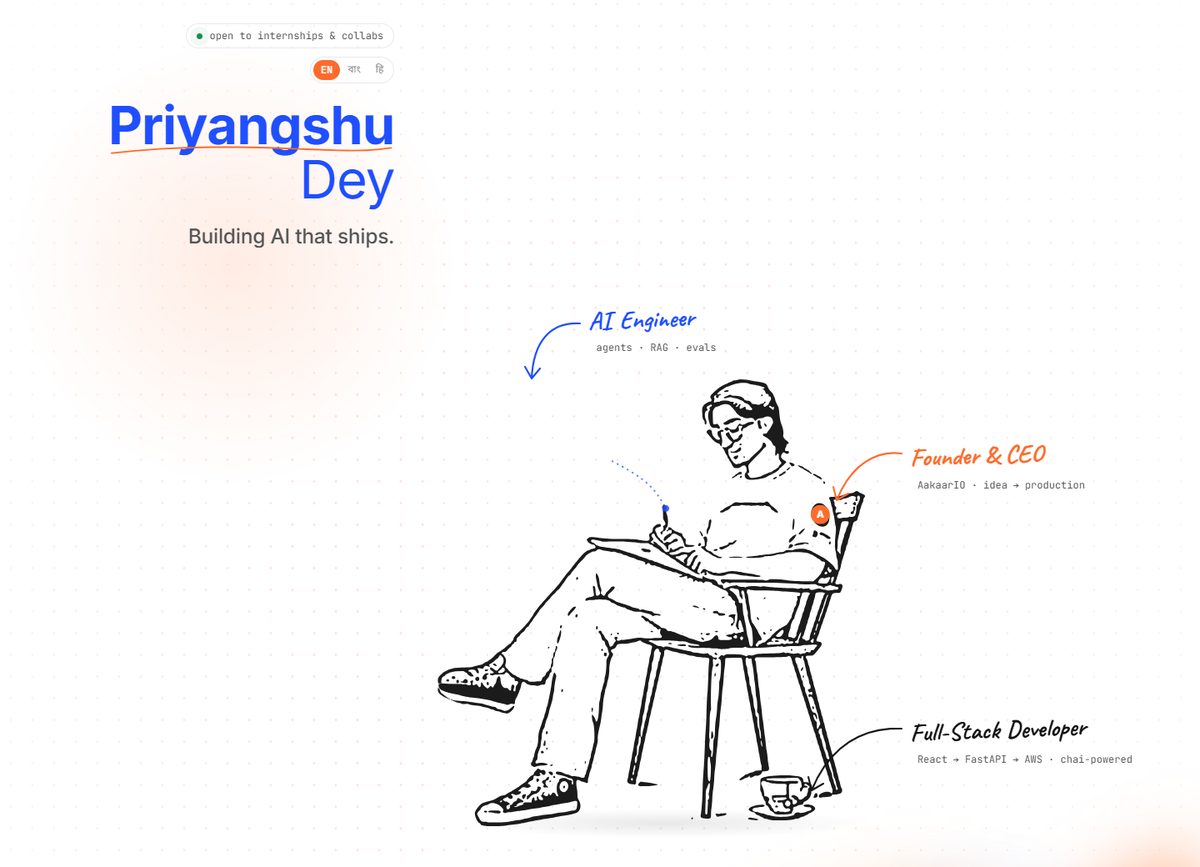 open to internships & collabs
EN বাং हि
Priyangshu
Dey
Building AI that ships.
AI Engineer
agents · RAG · evals
Founder & CEO
AakaarIO · idea → production
A
Full-Stack Developer
React → FastAPI → AWS · chai-powered